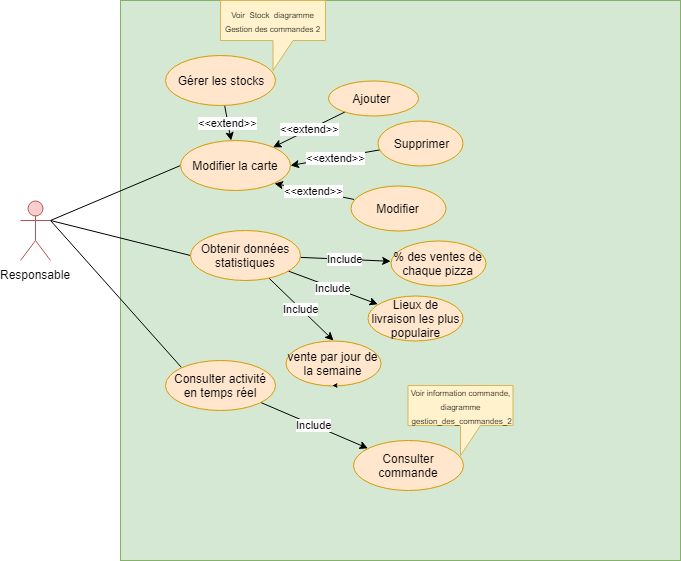 Voir Stock diagramme
Gestion des commandes 2
Gérer les stocks
<<extend>>
Ajouter
<<extend>>
Supprimer
<<extend>>
Modifier la carte
<<extend>>
Modifier
Responsable
Obtenir données
statistiques
Include
% des ventes de
chaque pizza
Include
Lieux de
livraison les plus
populaire
Include
vente par jour de
la semaine
Consulter activité
en temps réel
Include
Voir information commande,
diagramme
gestion_des_commandes_2
Consulter
commande